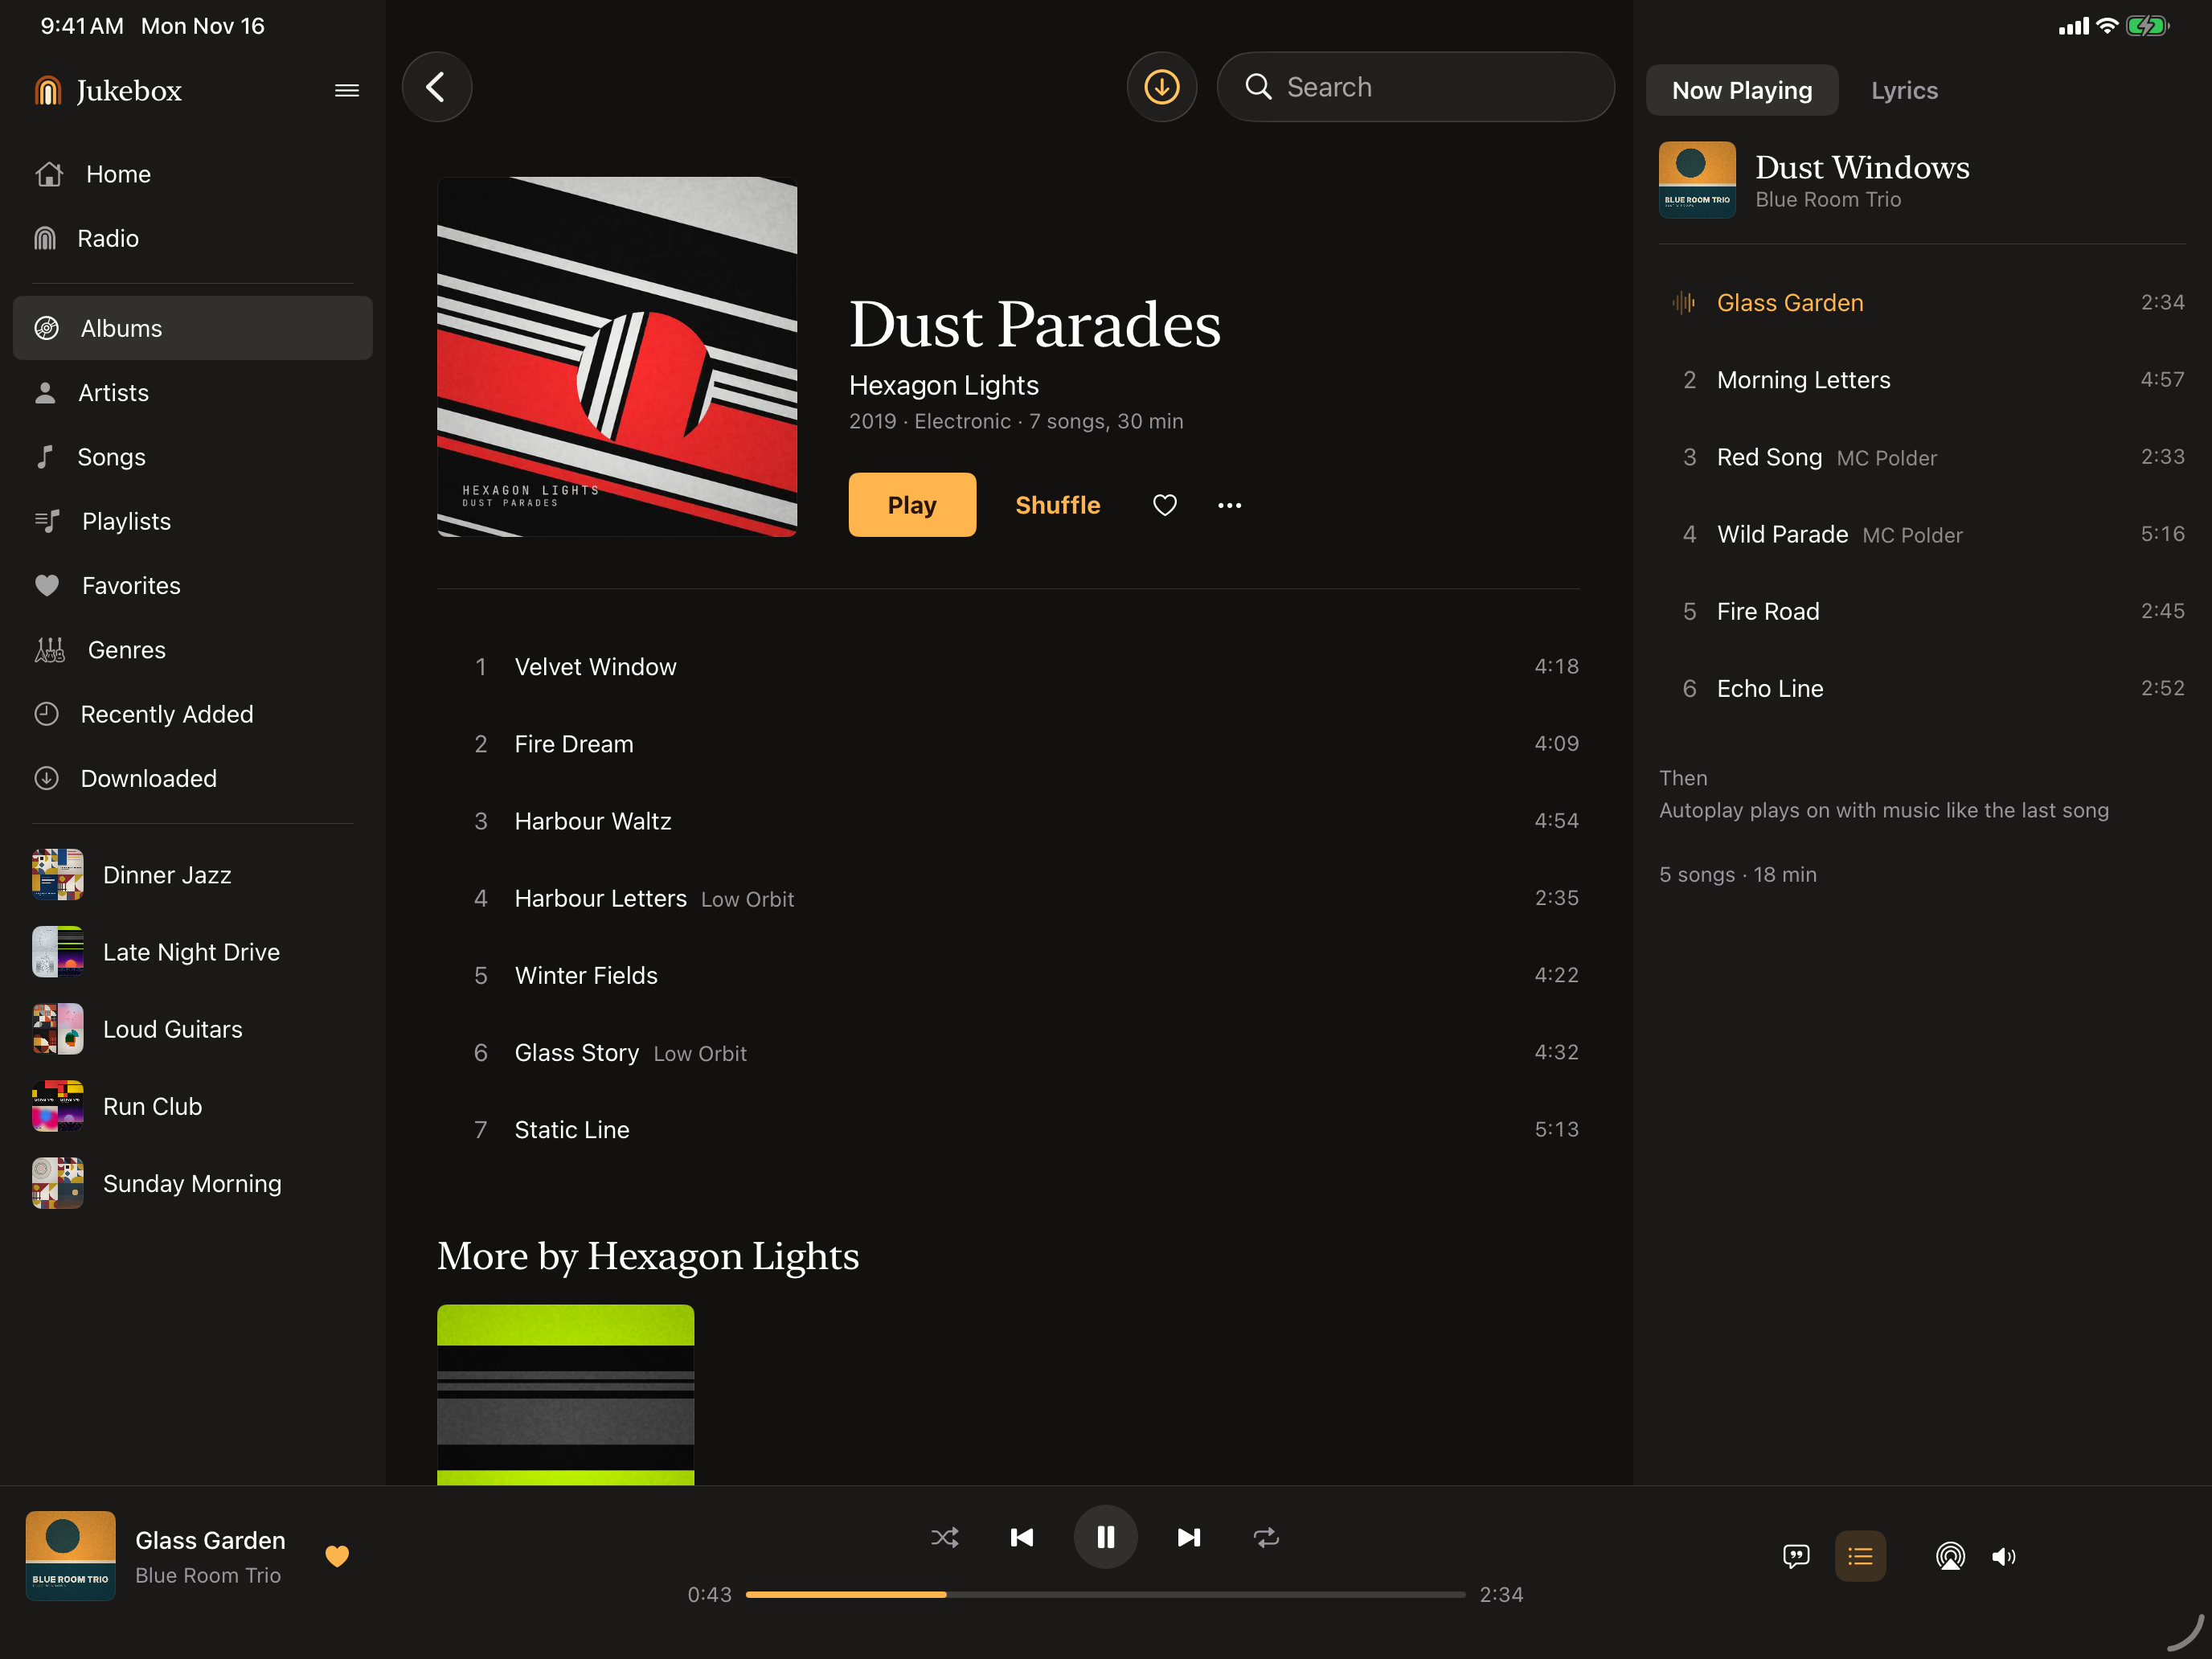 9:41 AM Mon Nov 16
Jukebox
Home
Radio
Albums
Artists
Songs
Playlists
Favorites
Genres
Recently Added
Downloaded
Dinner Jazz
Late Night Drive
Loud Guitars
Run Club
Sunday Morning
Search
HEXAGON LIGHTS
DUST PARADES
Dust Parades
Hexagon Lights
2019 · Electronic · 7 songs, 30 min
Play Shuffle
1 Velvet Window 4:18
2 Fire Dream 4:09
3 Harbour Waltz 4:54
4 Harbour Letters Low Orbit 2:35
5 Winter Fields 4:22
6 Glass Story Low Orbit 4:32
7 Static Line 5:13
More by Hexagon Lights
Now Playing Lyrics
BLUE ROOM TRIO
Dust Windows
Blue Room Trio
Glass Garden 2:34
2 Morning Letters 4:57
3 Red Song MC Polder 2:33
4 Wild Parade MC Polder 5:16
5 Fire Road 2:45
6 Echo Line 2:52
Then
Autoplay plays on with music like the last song
5 songs · 18 min
BLUE ROOM TRIO
Glass Garden
Blue Room Trio
0:43 2:34